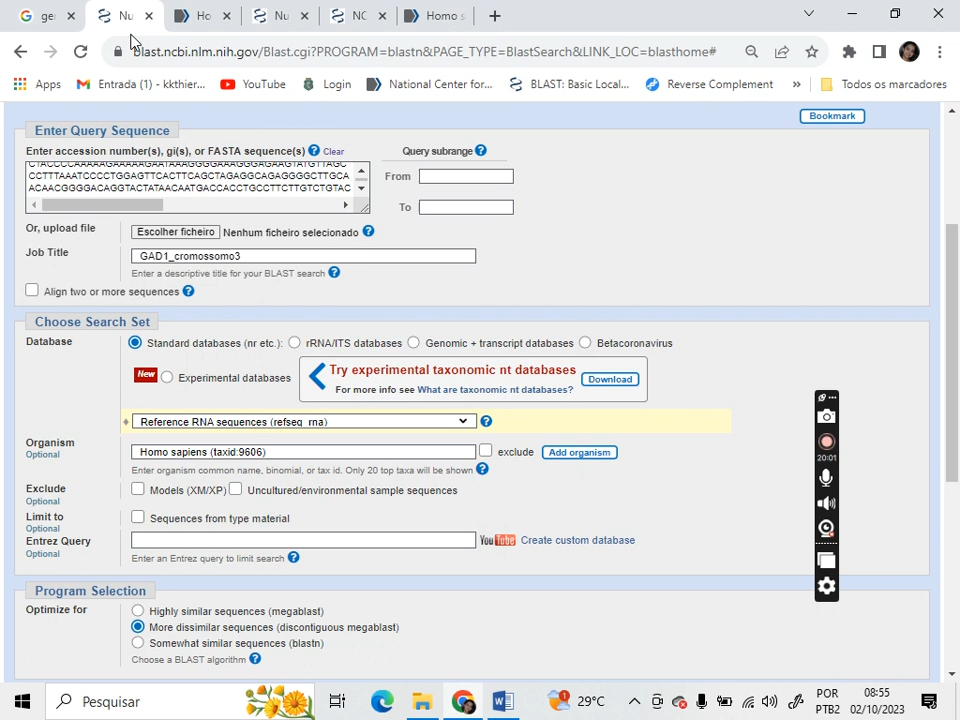 ge
Nu
Ho
Nu
NC
Homo s
blast.ncbi.nlm.nih.gov/Blast.cgi?PROGRAM=blastn&PAGE_TYPE=BlastSearch&LINK_LOC=blasthome#
Apps
Entrada (1) - kkthier...
YouTube
Login
National Center for...
BLAST: Basic Local...
Reverse Complement
»
Todos os marcadores
Bookmark
Enter Query Sequence
Enter accession number(s), gi(s), or FASTA sequence(s) ? Clear
Query subrange ?
CCTTTAAATCCCCTGGAGTTCACTTCAGCTAGAGGCAGAGGGGCTTGCA
ACAACGGGGACAGGTACTATAACAATGACCACCTGCCTTCTTGTCTGTAC
From
To
Or, upload file
Escolher ficheiro Nenhum ficheiro selecionado ?
Job Title
GAD1_cromossomo3
Enter a descriptive title for your BLAST search ?
Align two or more sequences ?
Choose Search Set
Database
Standard databases (nr etc.): rRNA/ITS databases Genomic + transcript databases Betacoronavirus
New Experimental databases
Try experimental taxonomic nt databases
For more info see What are taxonomic nt databases?
Download
Reference RNA sequences (refseq_rna) ?
Organism
Optional
Homo sapiens (taxid:9606)
exclude
Add organism
Enter organism common name, binomial, or tax id. Only 20 top taxa will be shown ?
Exclude
Optional
Models (XM/XP) Uncultured/environmental sample sequences
Limit to
Optional
Sequences from type material
Entrez Query
Optional
YouTube Create custom database
Enter an Entrez query to limit search ?
Program Selection
Optimize for
Highly similar sequences (megablast)
More dissimilar sequences (discontiguous megablast)
Somewhat similar sequences (blastn)
Choose a BLAST algorithm ?
20:01
Pesquisar
1
29°C
POR
PTB2
08:55
02/10/2023